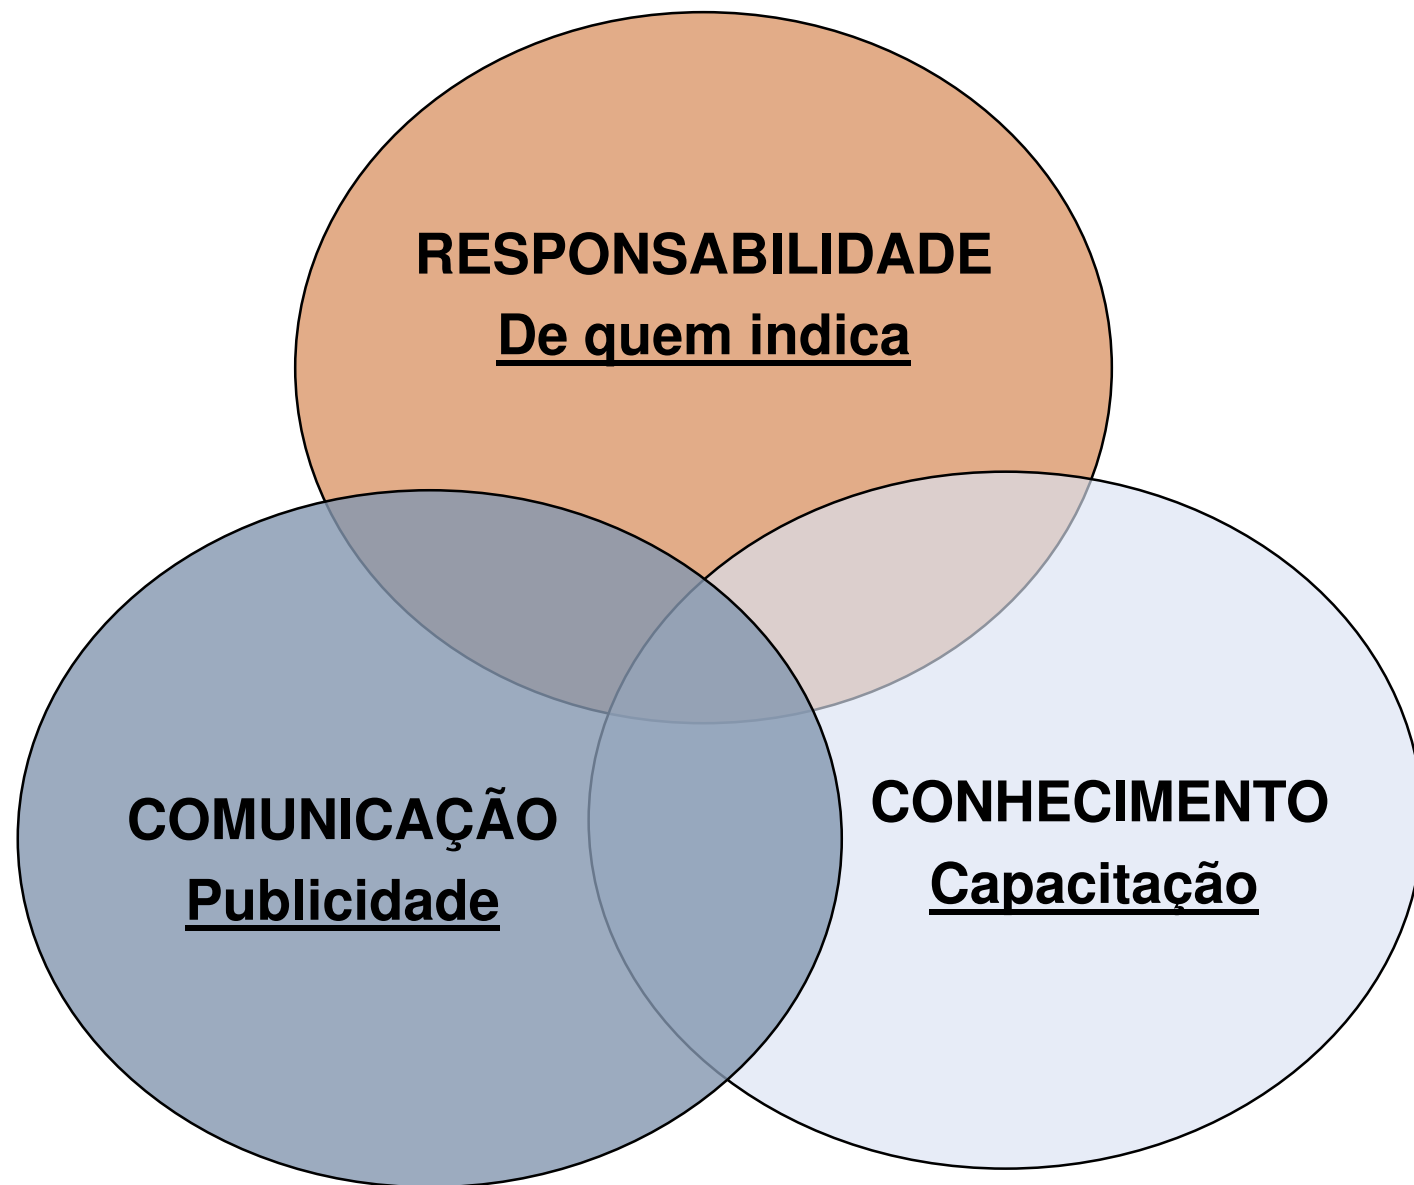 RESPONSABILIDADE
De quem indica
COMUNICAÇÃO
Publicidade
CONHECIMENTO
Capacitação